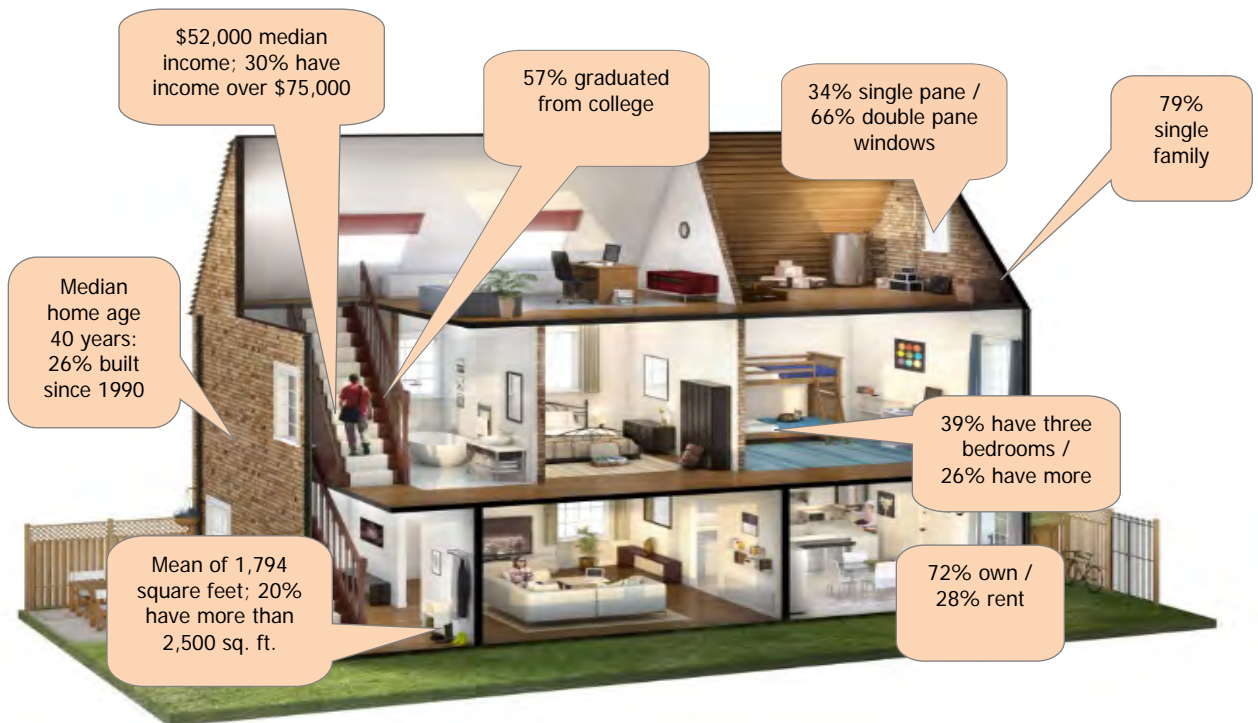 $52,000 median
income; 30% have
income over $75,000
57% graduated
from college
34% single pane /
66% double pane
windows
79%
single
family
Median
home age
40 years:
26% built
since 1990
39% have three
bedrooms /
26% have more
Mean of 1,794
square feet; 20%
have more than
2,500 sq. ft.
72% own /
28% rent